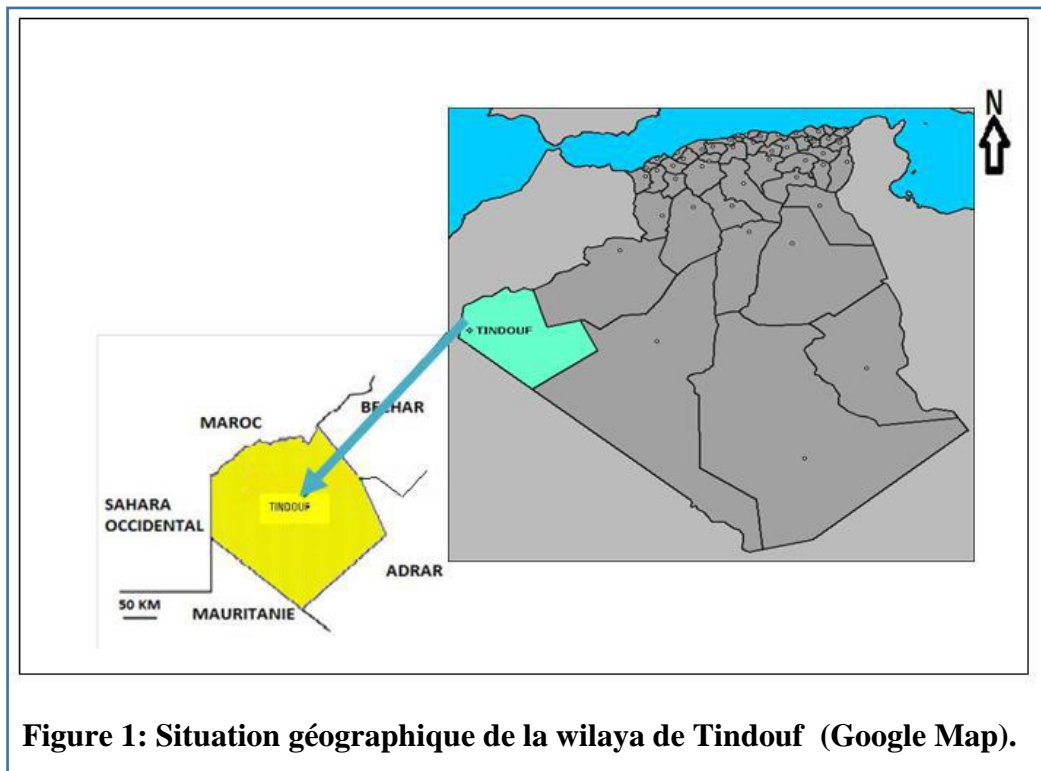 N
TINDOUF
BECHAR
MAROC
TINDOUF
SAHARA
OCCIDENTAL
ADRAR
50 KM
MAURITANIE
Figure 1: Situation géographique de la wilaya de Tindouf (Google Map).